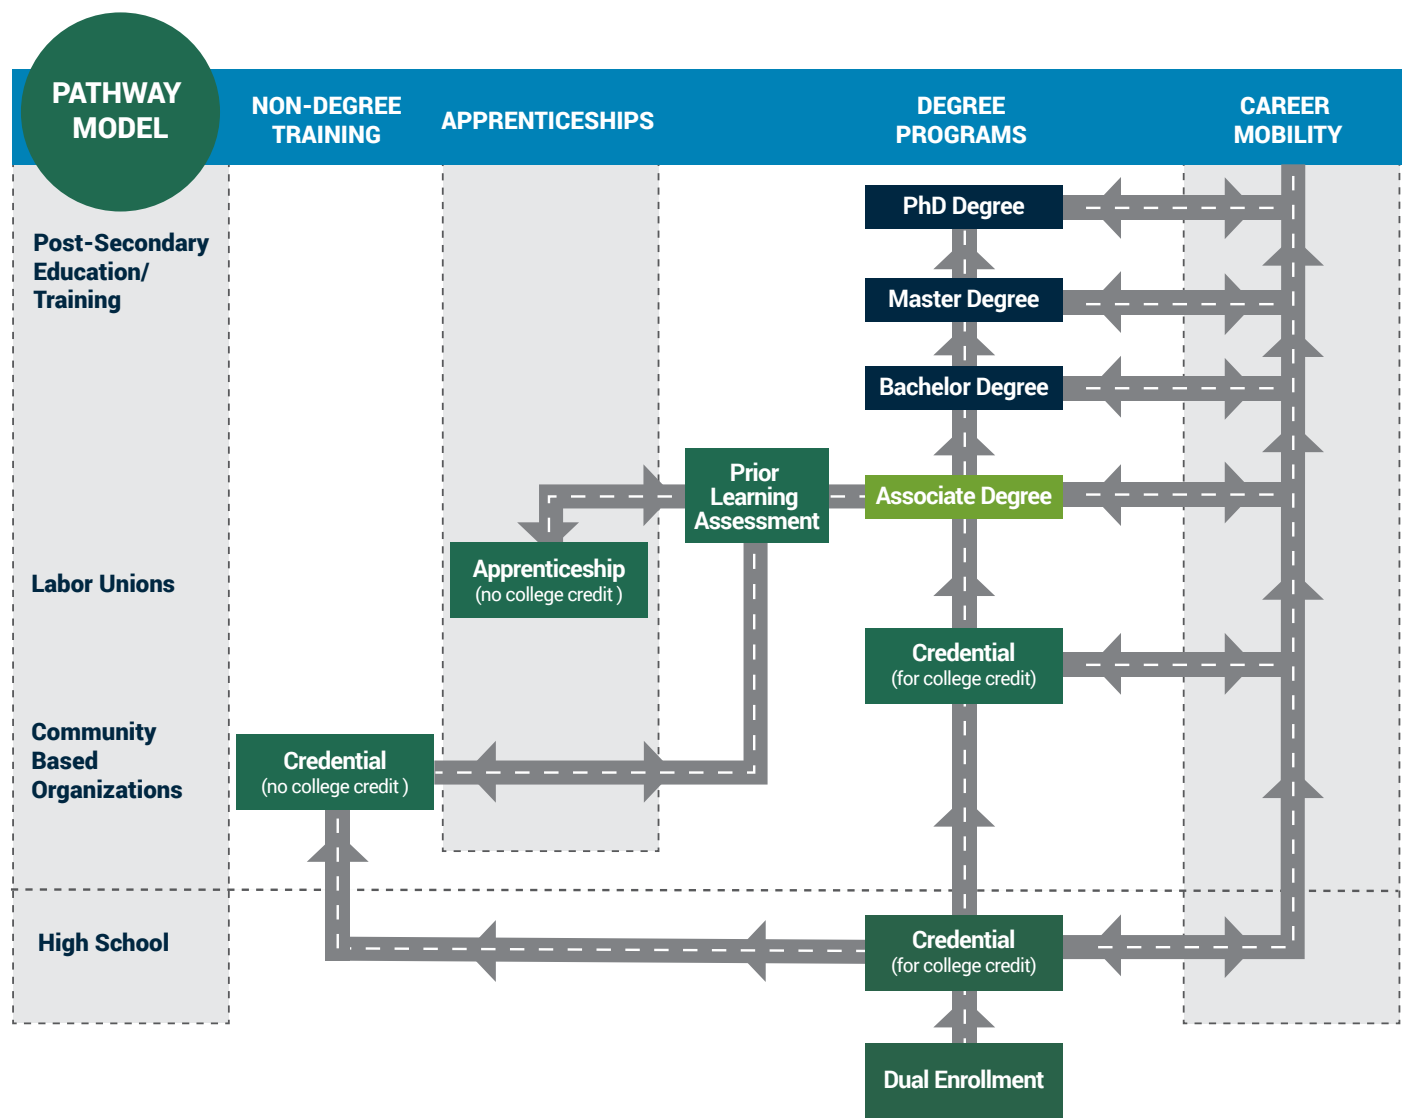 PATHWAY
MODEL
NON-DEGREE
TRAINING
APPRENTICESHIPS
DEGREE
PROGRAMS
CAREER
MOBILITY
Post-Secondary
Education/
Training
PhD Degree
Master Degree
Bachelor Degree
Prior
Learning
Assessment
Associate Degree
Labor Unions
Apprenticeship
(no college credit )
Credential
(for college credit)
Community
Based
Organizations
Credential
(no college credit )
High School
Credential
(for college credit)
Dual Enrollment